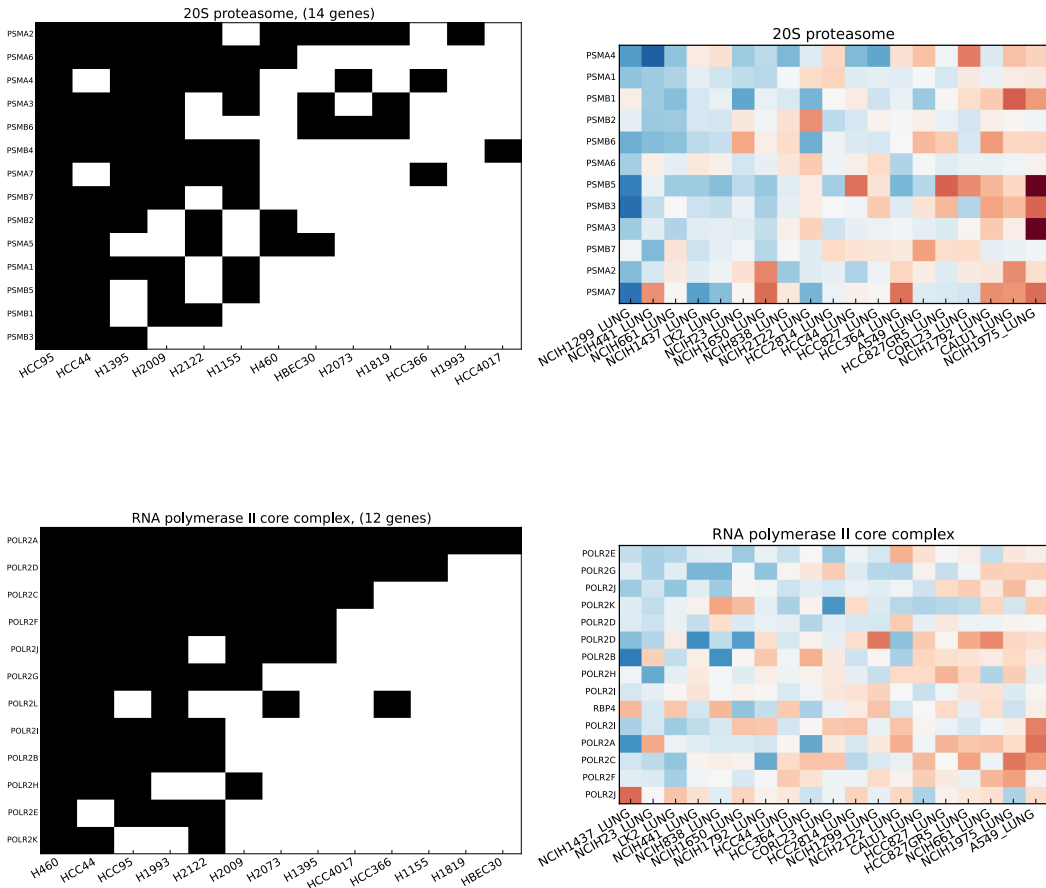 20S proteasome, (14 genes)
PSMA2
PSMA6
PSMA4
PSMA3
PSMB6
PSMB4
PSMA7
PSMB7
PSMB2
PSMA5
PSMA1
PSMB5
PSMB1
PSMB3
HCC95
HCC44
H1395
H2009
H2122
H1155
H460
HBEC30
H2073
H1819
HCC366
H1993
HCC4017
20S proteasome
PSMA4
PSMA1
PSMB1
PSMB2
PSMB6
PSMA6
PSMB5
PSMB3
PSMA3
PSMB7
PSMA2
PSMA7
NCIH1299_LUNG
NCIH441_LUNG
NCIH661_LUNG
NCIH1437_LUNG
LK2_LUNG
NCIH23_LUNG
NCIH1650_LUNG
NCIH838_LUNG
NCIH2122_LUNG
HCC2814_LUNG
HCC44_LUNG
HCC827_LUNG
HCC364_LUNG
A549_LUNG
HCC827GR5_LUNG
CORL23_LUNG
NCIH1792_LUNG
CALU1_LUNG
NCIH1975_LUNG
RNA polymerase II core complex, (12 genes)
POLR2A
POLR2D
POLR2C
POLR2F
POLR2J
POLR2G
POLR2L
POLR2I
POLR2B
POLR2H
POLR2E
POLR2K
H460
HCC44
HCC95
H1993
H2122
H2009
H2073
H1395
HCC4017
HCC366
H1155
H1819
HBEC30
RNA polymerase II core complex
POLR2E
POLR2G
POLR2J
POLR2K
POLR2D
POLR2D
POLR2B
POLR2H
POLR2J
RBP4
POLR2I
POLR2A
POLR2C
POLR2F
POLR2J
NCIH1437_LUNG
NCIH23_LUNG
LK2_LUNG
NCIH441_LUNG
NCIH838_LUNG
NCIH1650_LUNG
NCIH1792_LUNG
HCC44_LUNG
HCC364_LUNG
CORL23_LUNG
HCC2814_LUNG
NCIH1299_LUNG
NCIH2122_LUNG
CALU1_LUNG
HCC827_LUNG
HCC827GR5_LUNG
NCIH661_LUNG
NCIH1975_LUNG
A549_LUNG